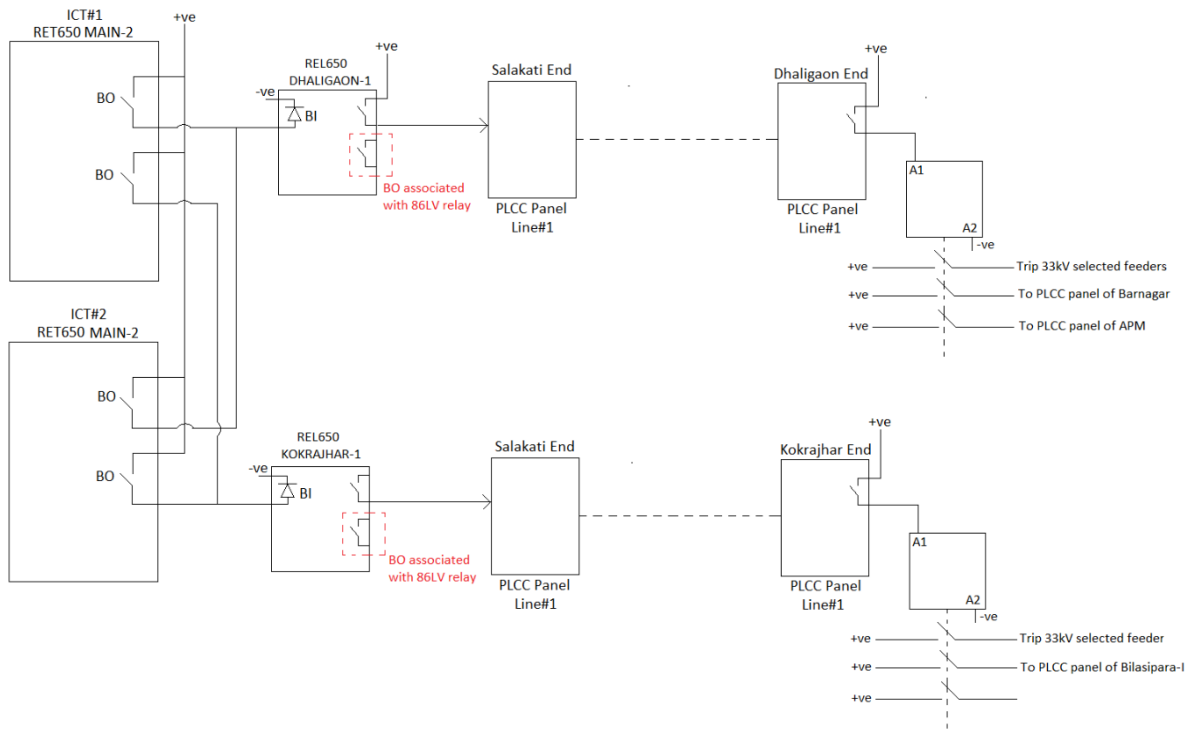 ICT#1
RET650 MAIN-2
+ve
BO
BO
REL650
DHALIGAON-1
+ve
-ve
BI
BO associated
with 86LV relay
Salakati End
PLCC Panel
Line#1
Dhaligaon End
+ve
PLCC Panel
Line#1
A1
A2
-ve
+ve
Trip 33kV selected feeders
+ve
To PLCC panel of Barnagar
+ve
To PLCC panel of APM
ICT#2
RET650 MAIN-2
BO
BO
REL650
KOKRAJHAR-1
-ve
BI
BO associated
with 86LV relay
Salakati End
PLCC Panel
Line#1
Kokrajhar End
+ve
PLCC Panel
Line#1
A1
A2
-ve
+ve
Trip 33kV selected feeder
+ve
To PLCC panel of Bilasipara-I
+ve